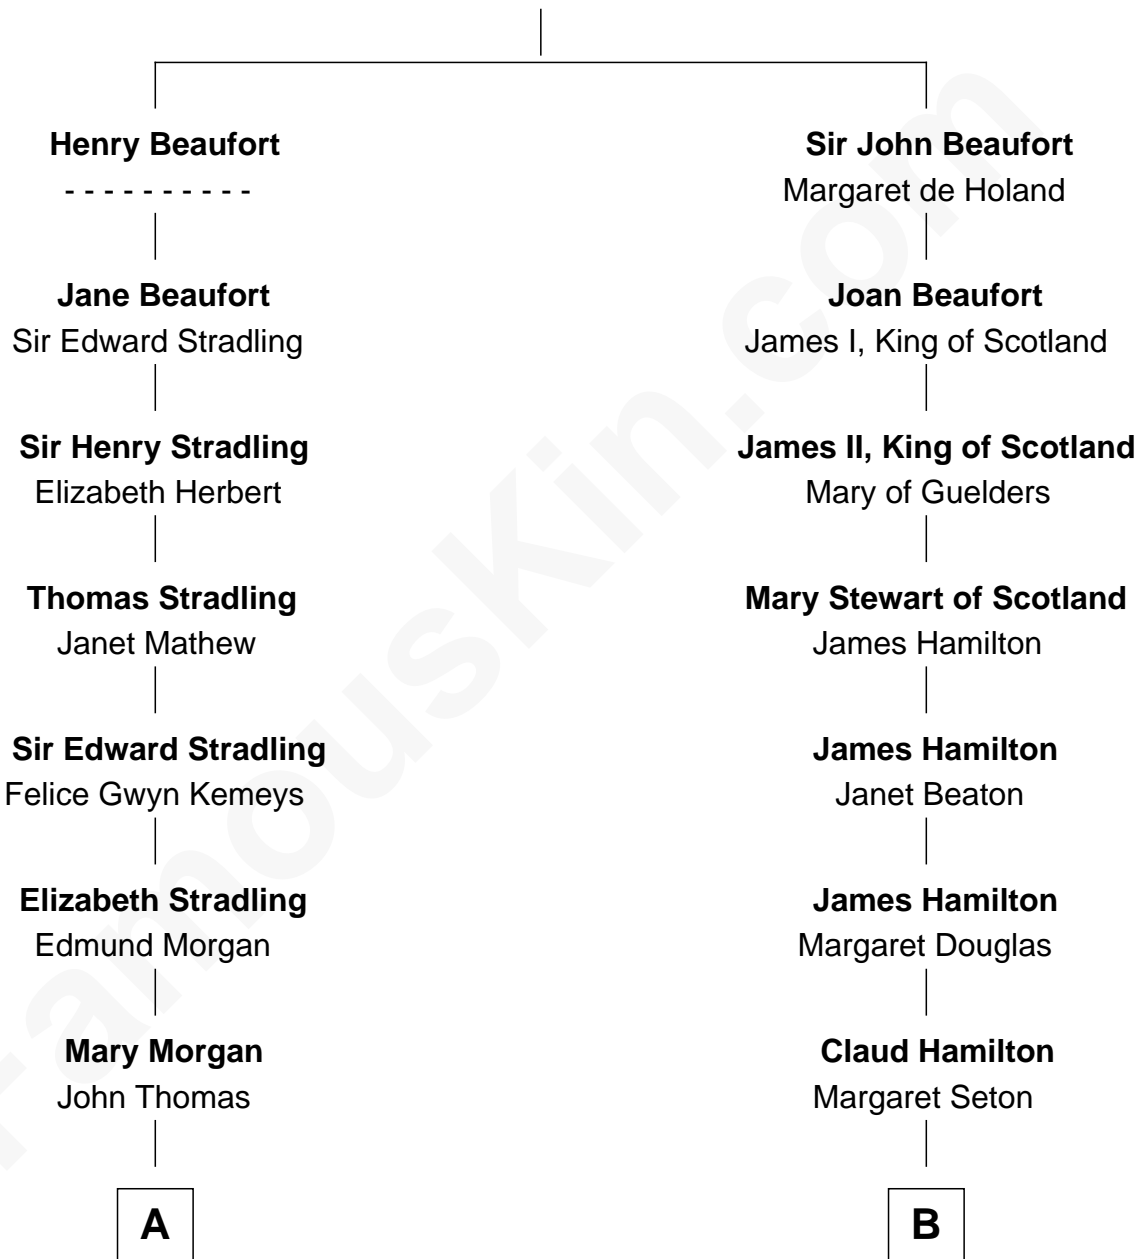 Henry Beaufort
- - - - - - - - - -
Jane Beaufort
Sir Edward Stradling
Sir Henry Stradling
Elizabeth Herbert
Thomas Stradling
Janet Mathew
Sir Edward Stradling
Felice Gwyn Kemeys
Elizabeth Stradling
Edmund Morgan
Mary Morgan
John Thomas
A
Sir John Beaufort
Margaret de Holand
Joan Beaufort
James I, King of Scotland
James II, King of Scotland
Mary of Guelders
Mary Stewart of Scotland
James Hamilton
James Hamilton
Janet Beaton
James Hamilton
Margaret Douglas
Claud Hamilton
Margaret Seton
B
FamousKin.com